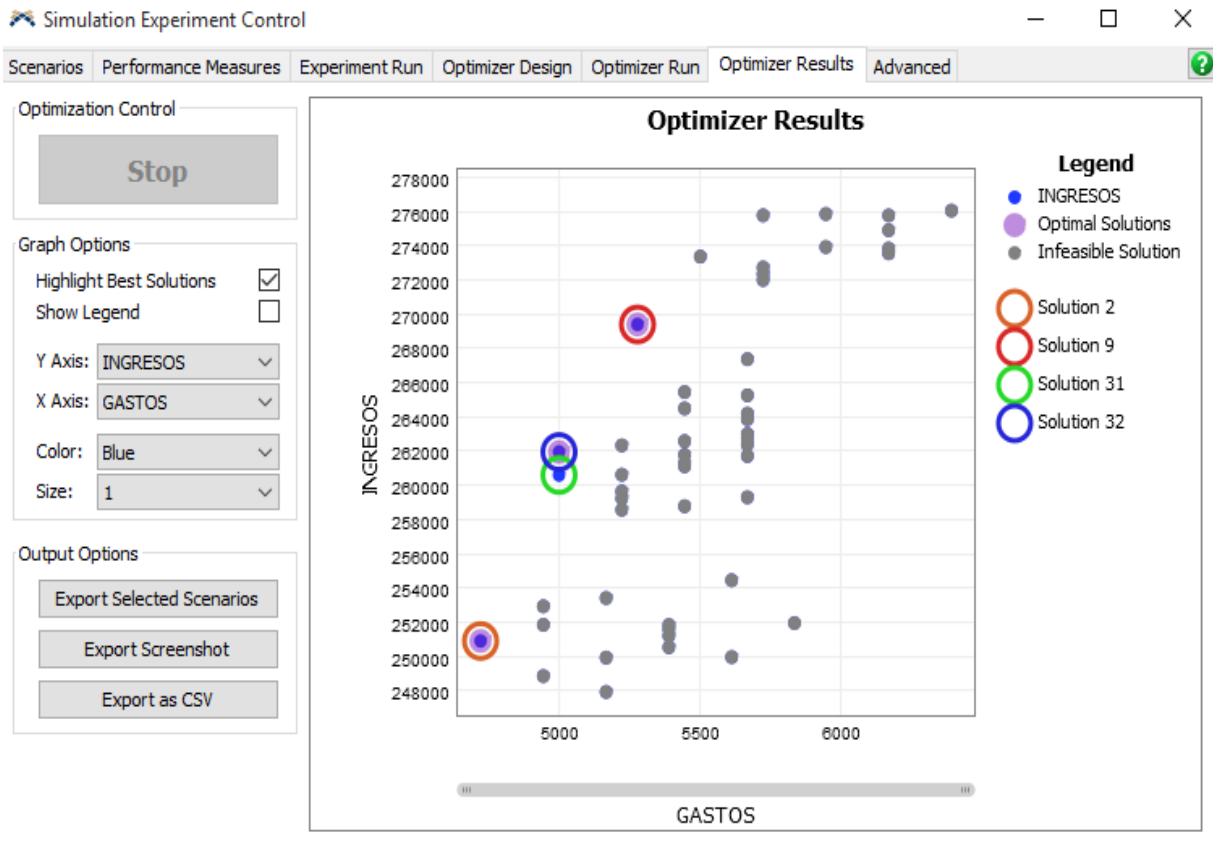 Simulation Experiment Control
Scenarios Performance Measures Experiment Run Optimizer Design Optimizer Run Optimizer Results Advanced
?
Optimization Control
Stop
Graph Options
Highlight Best Solutions
Show Legend
Y Axis: INGRESOS
X Axis: GASTOS
Color: Blue
Size: 1
Output Options
Export Selected Scenarios
Export Screenshot
Export as CSV
Optimizer Results
INGRESOS
278000
276000
274000
272000
270000
268000
266000
264000
262000
260000
258000
256000
254000
252000
250000
248000
5000 5500 6000
GASTOS
Legend
INGRESOS
Optimal Solutions
Infeasible Solution
Solution 2
Solution 9
Solution 31
Solution 32